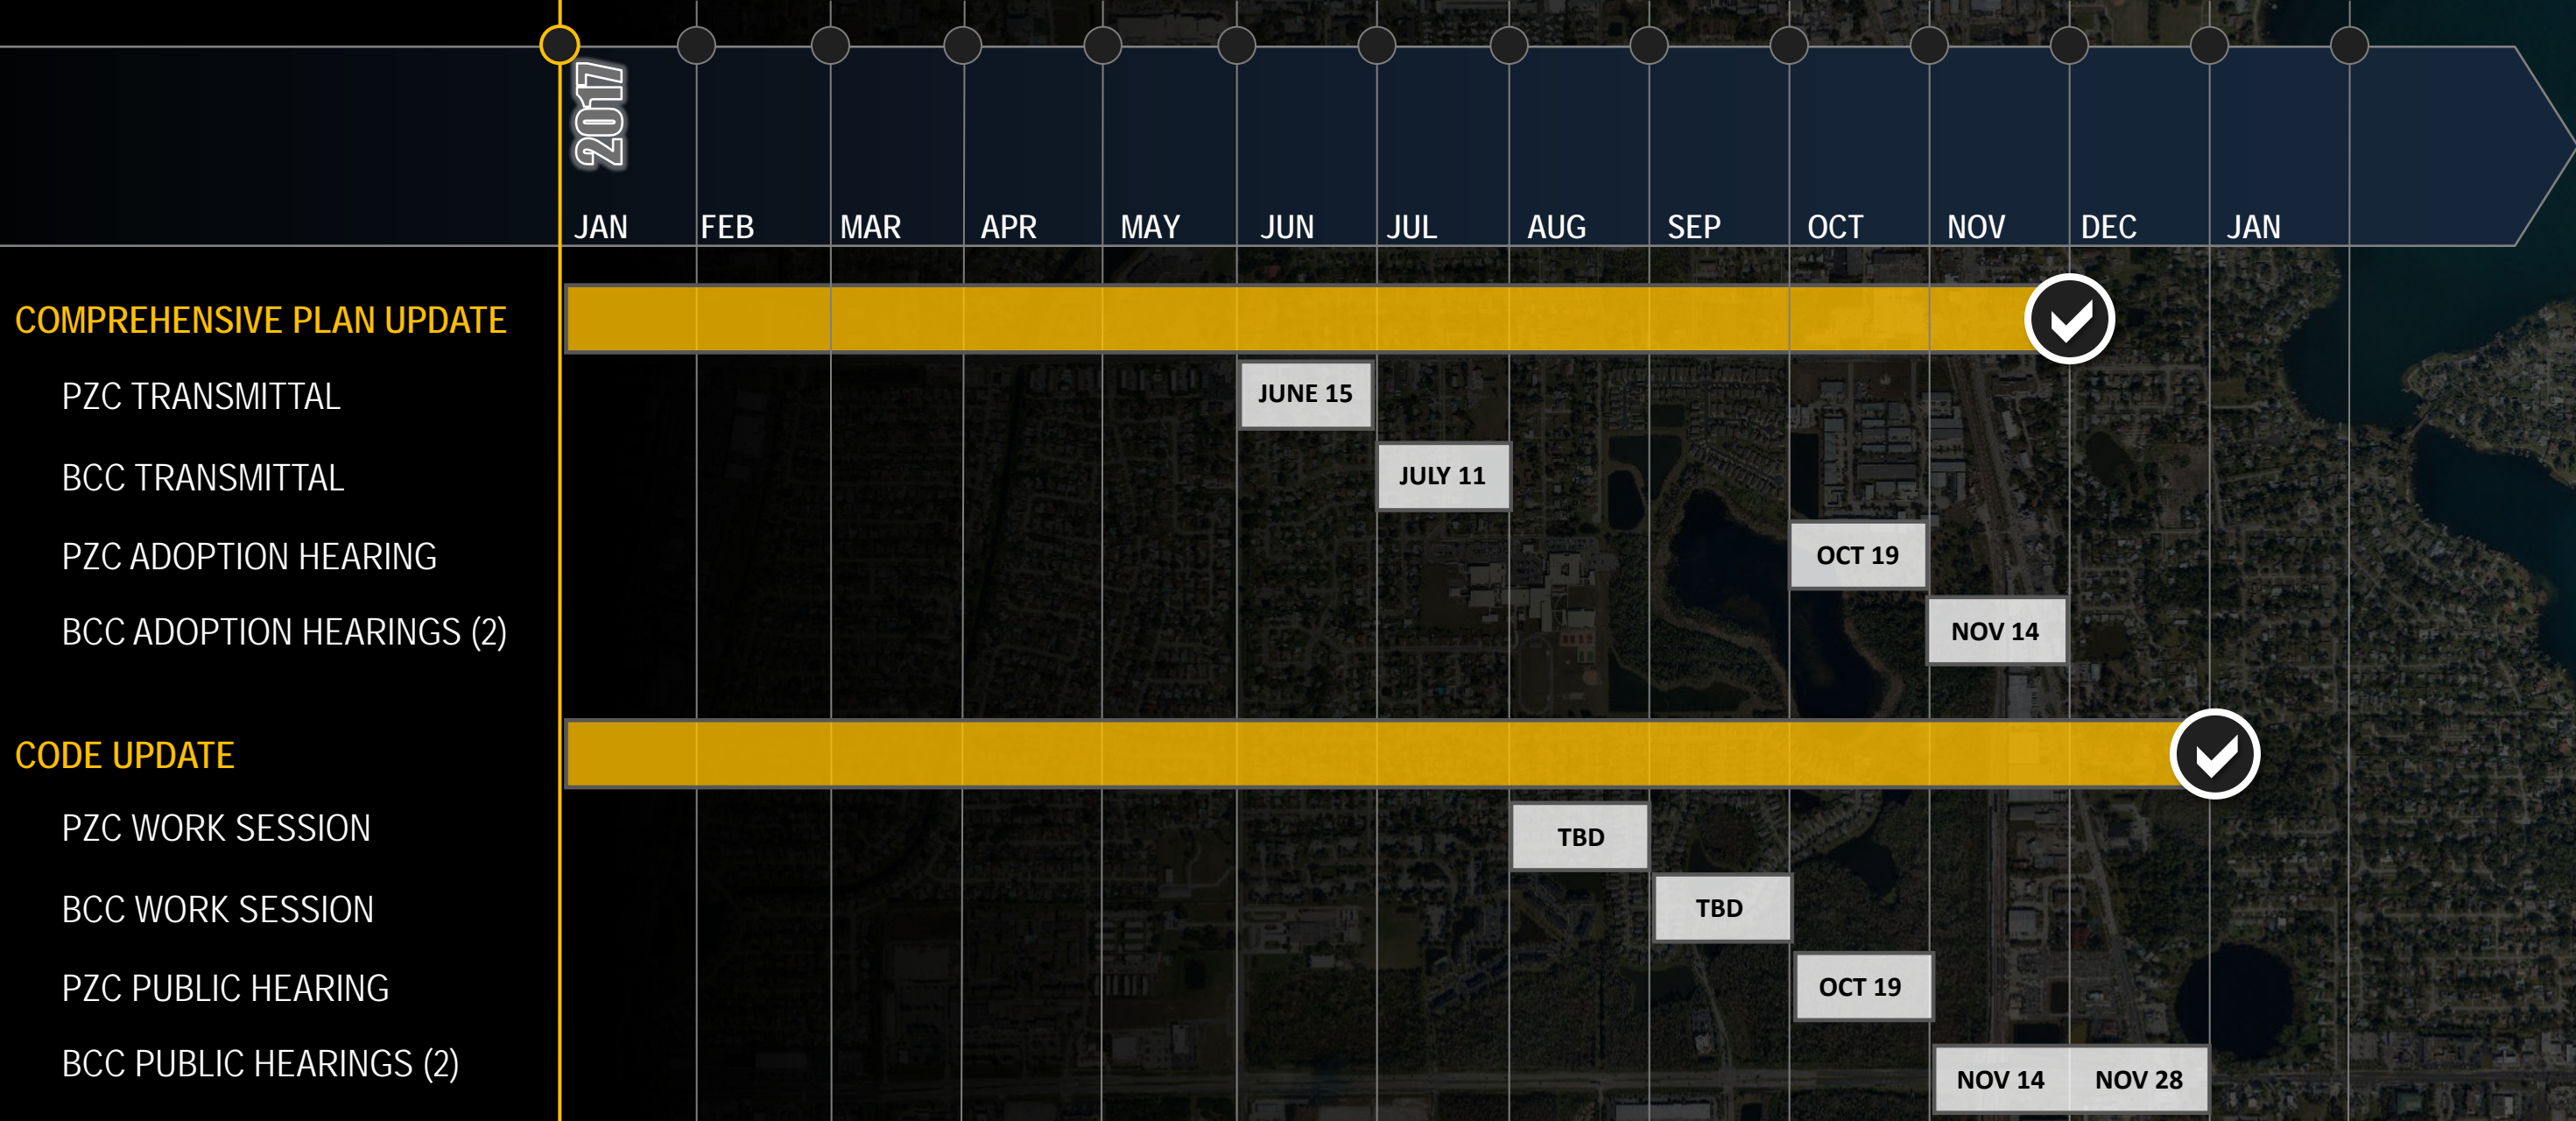 2017
JAN FEB MAR APR MAY JUN JUL AUG SEP OCT NOV DEC JAN
COMPREHENSIVE PLAN UPDATE
PZC TRANSMITTAL JUNE 15
BCC TRANSMITTAL JULY 11
PZC ADOPTION HEARING OCT 19
BCC ADOPTION HEARINGS (2) NOV 14
CODE UPDATE
PZC WORK SESSION TBD
BCC WORK SESSION TBD
PZC PUBLIC HEARING OCT 19
BCC PUBLIC HEARINGS (2) NOV 14 NOV 28